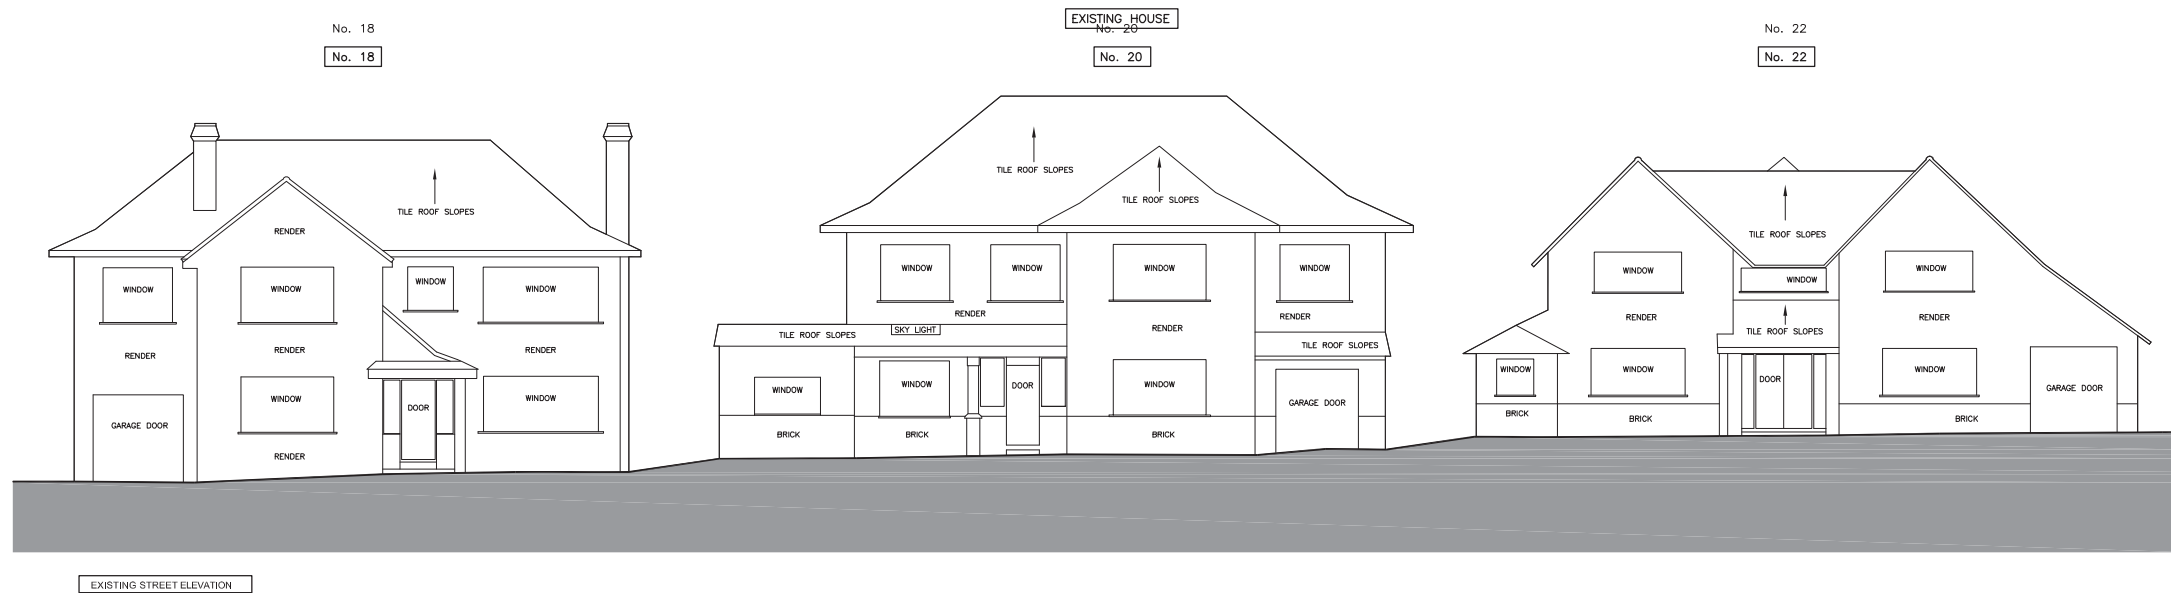 EXISTING HOUSE
No. 18
No. 20
No. 22
No. 18
No. 20
No. 22
TILE ROOF SLOPES
RENDER
WINDOW
WINDOW
WINDOW
WINDOW
RENDER
RENDER
RENDER
WINDOW
DOOR
WINDOW
GARAGE DOOR
RENDER
TILE ROOF SLOPES
TILE ROOF SLOPES
WINDOW
WINDOW
WINDOW
WINDOW
RENDER
RENDER
RENDER
TILE ROOF SLOPES
SKY LIGHT
TILE ROOF SLOPES
WINDOW
WINDOW
DOOR
WINDOW
GARAGE DOOR
BRICK
BRICK
BRICK
TILE ROOF SLOPES
WINDOW
WINDOW
WINDOW
RENDER
TILE ROOF SLOPES
RENDER
WINDOW
WINDOW
DOOR
WINDOW
GARAGE DOOR
BRICK
BRICK
BRICK
EXISTING STREET ELEVATION